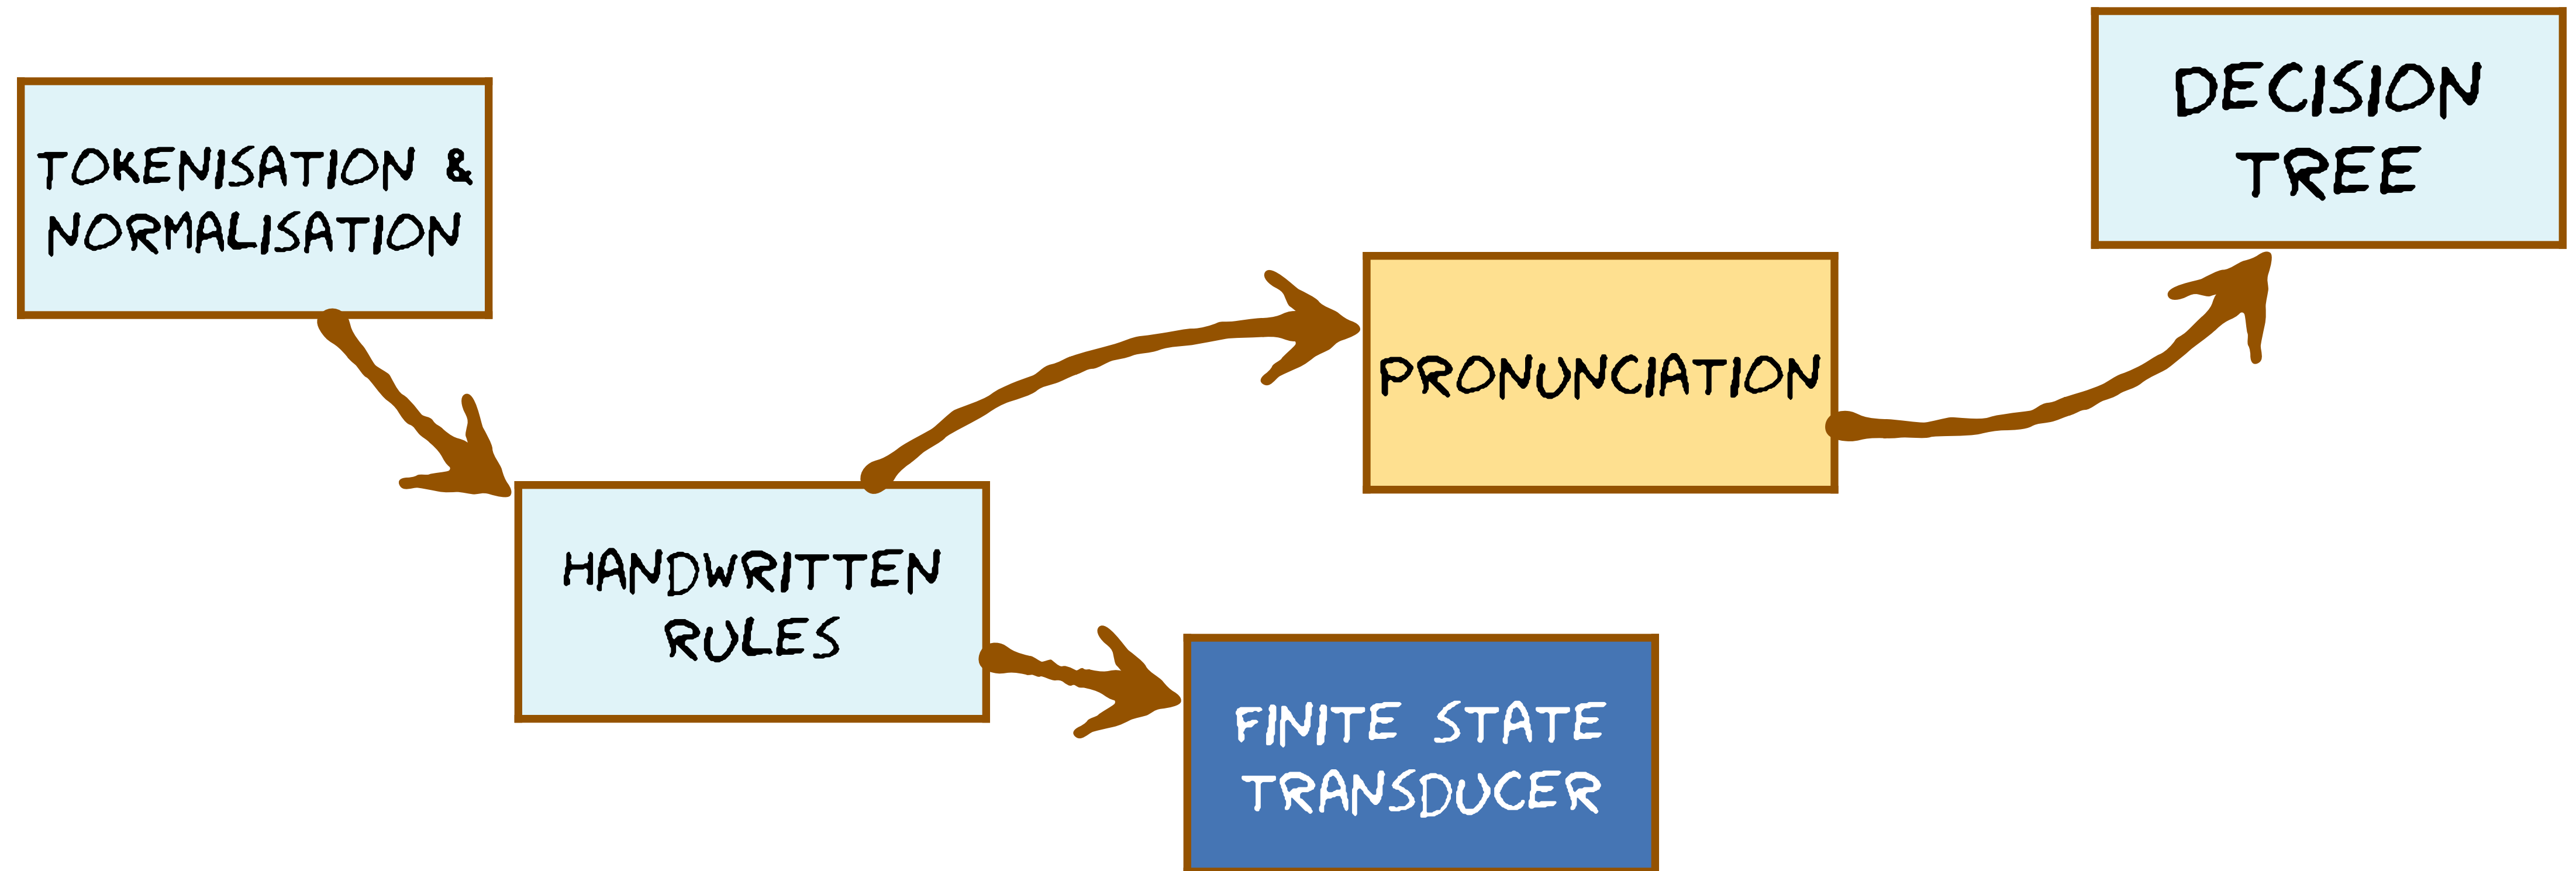 TOKENISATION &
NORMALISATION
HANDWRITTEN
RULES
PRONUNCIATION
FINITE STATE
TRANSDUCER
DECISION
TREE